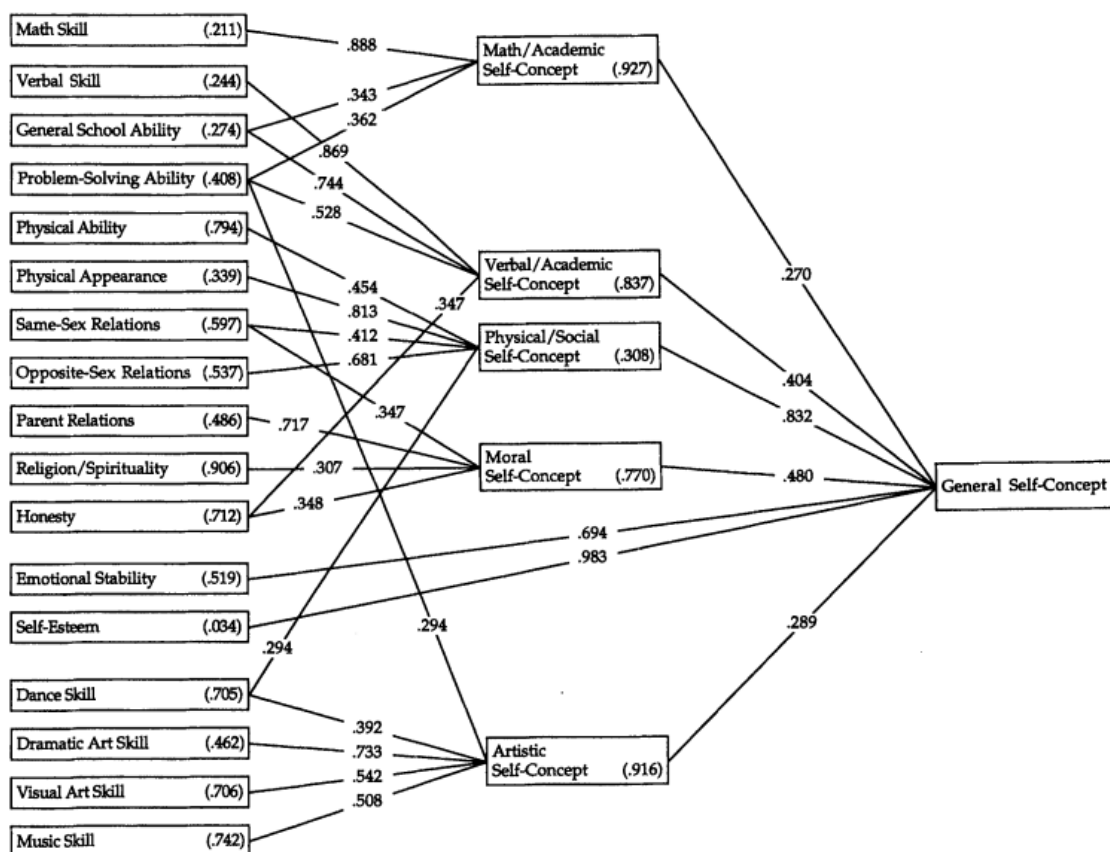 Math Skill (.211)
.888
Math/Academic
Self-Concept (.927)
Verbal Skill (.244)
.343
General School Ability (.274)
.362
.869
Problem-Solving Ability (.408)
.744
.528
Physical Ability (.794)
Verbal/Academic
Self-Concept (.837)
.270
Physical Appearance (.339)
.454
.347
.813
Same-Sex Relations (.597)
.412
Physical/Social
Self-Concept (.308)
.681
Opposite-Sex Relations (.537)
.404
.347
.832
Parent Relations (.486)
.717
Moral
Self-Concept (.770)
Religion/Spirituality (.906)
.307
.480
General Self-Concept
.348
Honesty (.712)
.694
.983
Emotional Stability (.519)
Self-Esteem (.034)
.294
.289
.294
Dance Skill (.705)
.392
Dramatic Art Skill (.462)
.733
Artistic
Self-Concept (.916)
.542
Visual Art Skill (.706)
.508
Music Skill (.742)